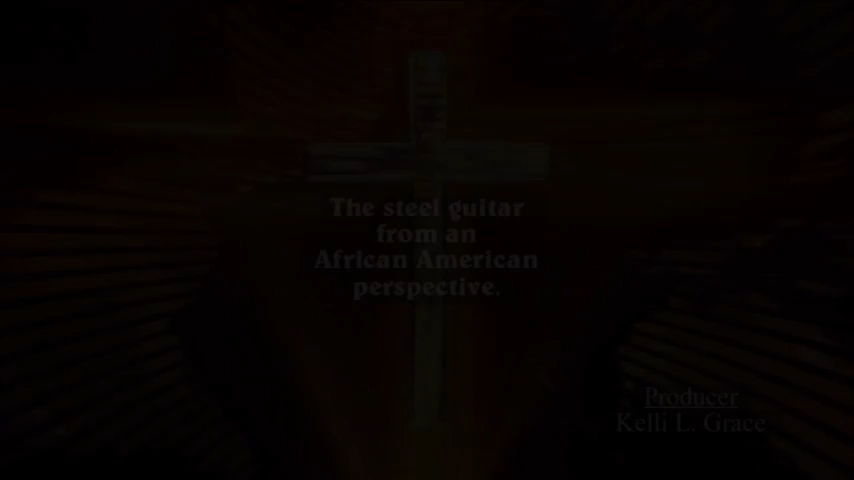 The steel guitar
from an
African American
perspective.
Producer
Kelli L. Grace